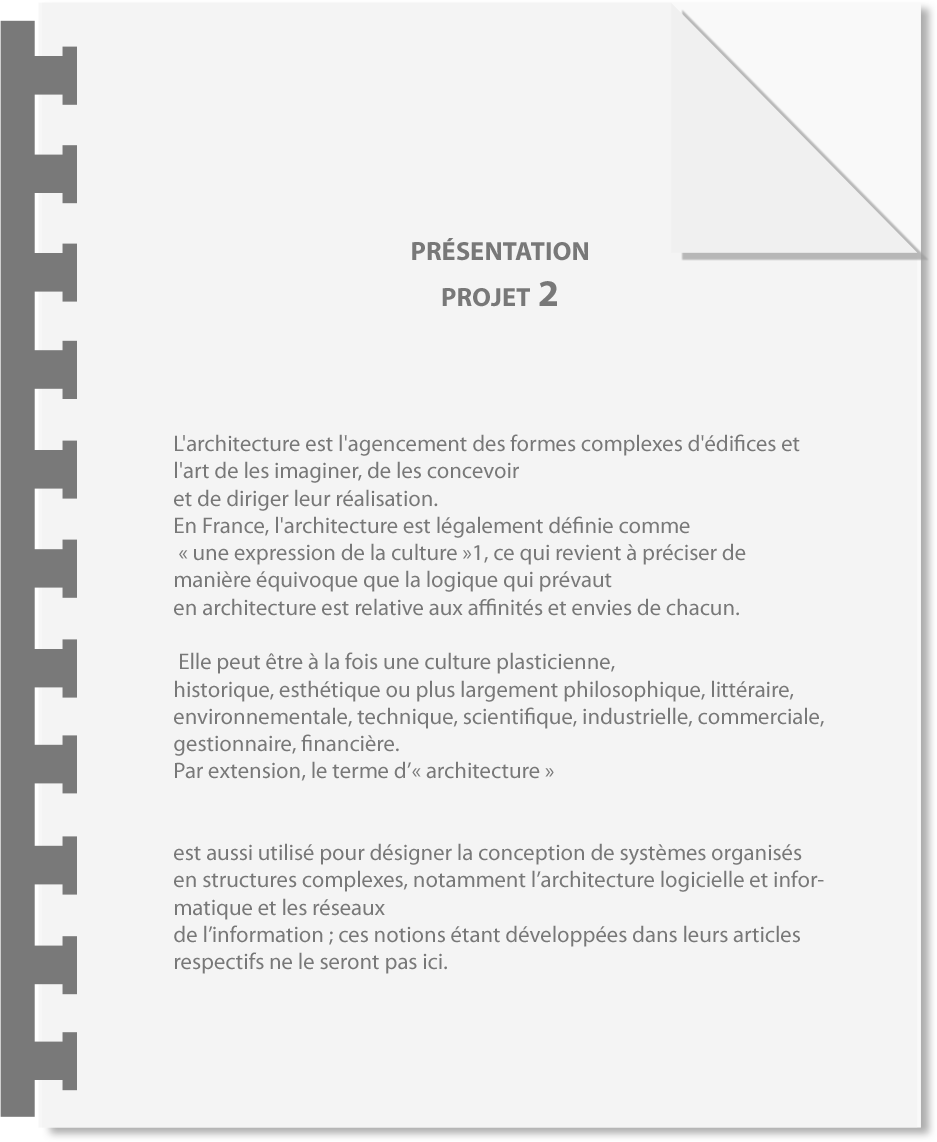 PRÉSENTATION
PROJET 2
L'architecture est l'agencement des formes complexes d'édifices et
l'art de les imaginer, de les concevoir
et de diriger leur réalisation.
En France, l'architecture est légalement définie comme
« une expression de la culture »1, ce qui revient à préciser de
manière équivoque que la logique qui prévaut
en architecture est relative aux affinités et envies de chacun.
Elle peut être à la fois une culture plasticienne,
historique, esthétique ou plus largement philosophique, littéraire,
environnementale, technique, scientifique, industrielle, commerciale,
gestionnaire, financière.
Par extension, le terme d’« architecture »
est aussi utilisé pour désigner la conception de systèmes organisés
en structures complexes, notamment l’architecture logicielle et infor-
matique et les réseaux
de l’information ; ces notions étant développées dans leurs articles
respectifs ne le seront pas ici.